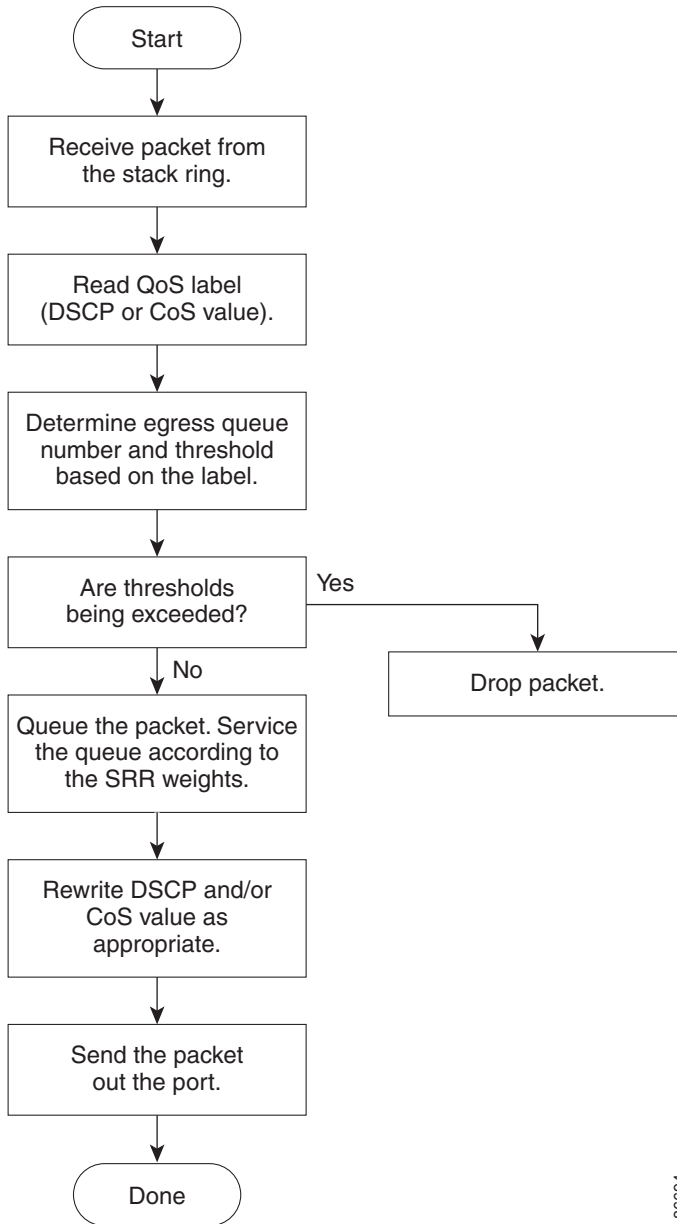 Start
Receive packet from
the stack ring.
Read QoS label
(DSCP or CoS value).
Determine egress queue
number and threshold
based on the label.
Are thresholds
being exceeded?
Yes
No
Drop packet.
Queue the packet. Service
the queue according to
the SRR weights.
Rewrite DSCP and/or
CoS value as
appropriate.
Send the packet
out the port.
Done